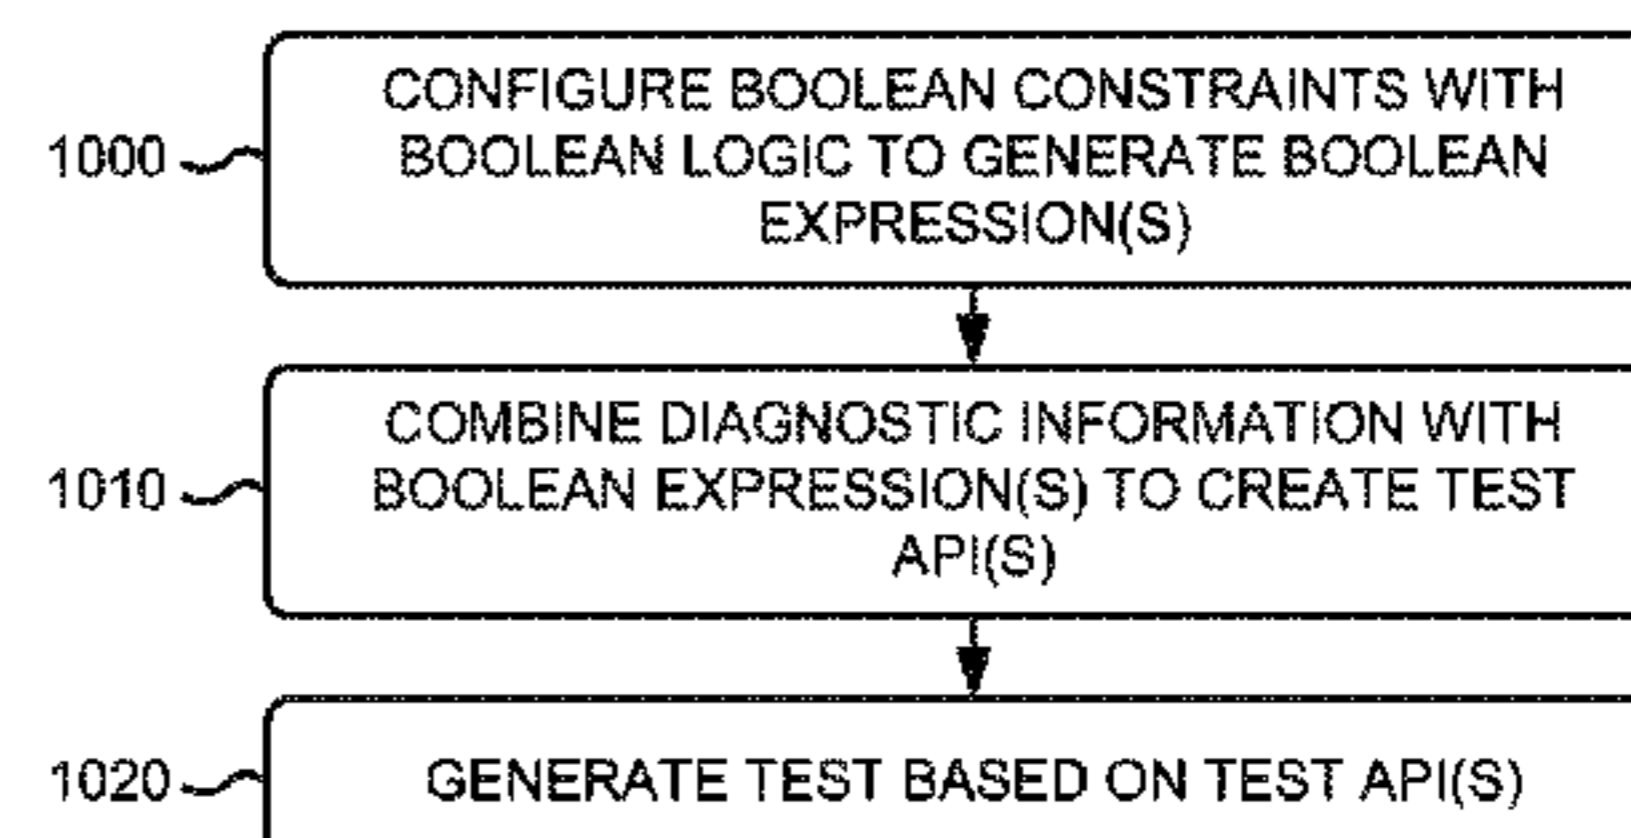 CONFIGURE BOOLEAN CONSTRAINTS WITH
1000 BOOLEAN LOGIC TO GENERATE BOOLEAN
EXPRESSION(S)
COMBINE DIAGNOSTIC INFORMATION WITH
1010 BOOLEAN EXPRESSION(S) TO CREATE TEST
API(S)
1020 GENERATE TEST BASED ON TEST API(S)